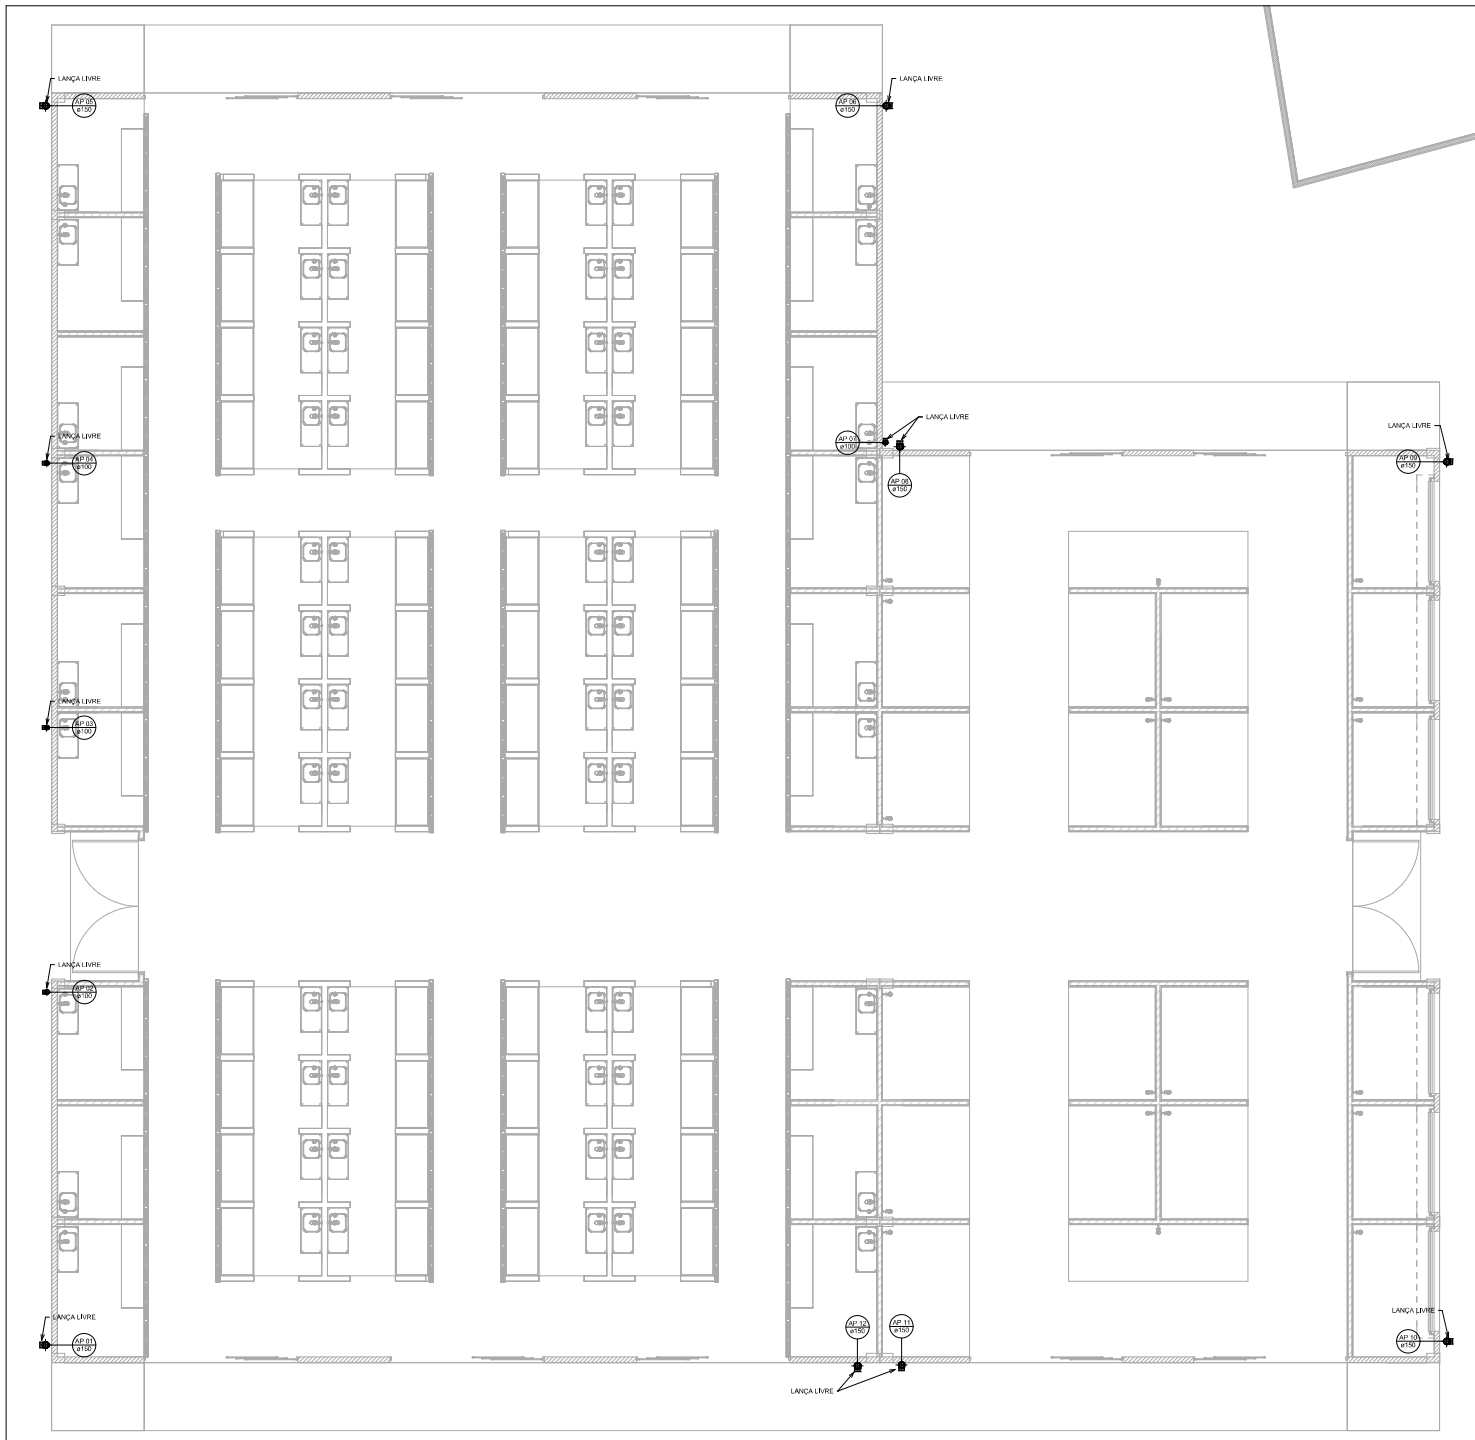 LANÇA LIVRE
AP 05
ø150
LANÇA LIVRE
AP 06
ø150
LANÇA LIVRE
AP 04
ø100
LANÇA LIVRE
AP 07
ø100
AP 08
ø150
LANÇA LIVRE
AP 09
ø150
LANÇA LIVRE
AP 03
ø100
LANÇA LIVRE
AP 02
ø100
LANÇA LIVRE
AP 01
ø150
AP 12
ø150
AP 11
ø150
LANÇA LIVRE
LANÇA LIVRE
AP 10
ø150